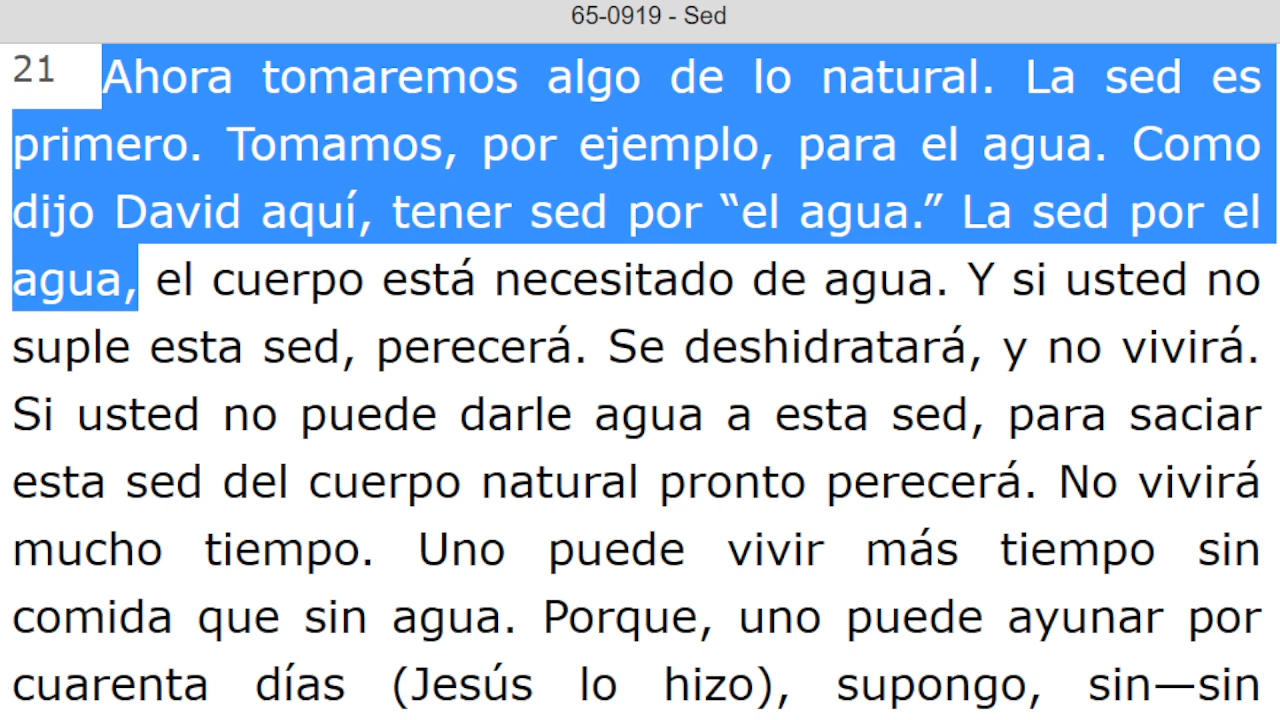 65-0919 - Sed
21 Ahora tomaremos algo de lo natural. La sed es
primero. Tomamos, por ejemplo, para el agua. Como
dijo David aquí, tener sed por “el agua.” La sed por el
agua, el cuerpo está necesitado de agua. Y si usted no
suple esta sed, perecerá. Se deshidratará, y no vivirá.
Si usted no puede darle agua a esta sed, para saciar
esta sed del cuerpo natural pronto perecerá. No vivirá
mucho tiempo. Uno puede vivir más tiempo sin
comida que sin agua. Porque, uno puede ayunar por
cuarenta días (Jesús lo hizo), supongo, sin—sin